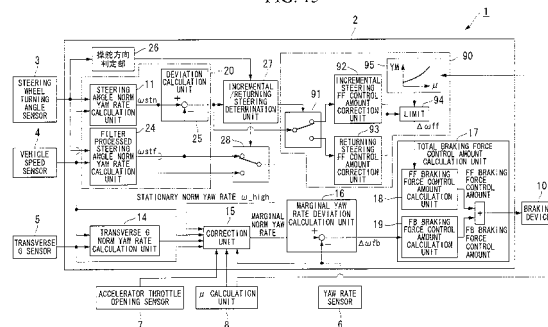 FIG. 15
1
2
3
STEERING
WHEEL
TURNING
ANGLE
SENSOR
4
VEHICLE
SPEED
SENSOR
5
TRANSVERSE
G SENSOR
操舵方向
判定部
26
11
STEERING
ANGLE NORM
YAW RATE
CALCULATION
UNIT
ωstn
24
FILTER
PROCESSED
STEERING
ANGLE NORM
YAW RATE
CALCULATION
UNIT
ωstf
DEVIATION
CALCULATION
UNIT
20
25
27
INCREMENTAL
/RETURNING
STEERING
DETERMINATION
UNIT
28
91
92
INCREMENTAL
STEERING
FF CONTROL
AMOUNT
CORRECTION
UNIT
93
RETURNING
STEERING
FF CONTROL
AMOUNT
CORRECTION
UNIT
95
YM
μ
90
94
LIMIT
Δωff
STATIONARY NORM YAW RATE ω_high
14
TRANSVERSE G
NORM YAW RATE
CALCULATION
UNIT
15
CORRECTION
UNIT
MARGINAL
NORM YAW
RATE
16
MARGINAL YAW
RATE DEVIATION
CALCULATION UNIT
Δωfb
17
TOTAL BRAKING
FORCE
CONTROL AMOUNT
CALCULATION UNIT
FF BRAKING
FORCE CONTROL
AMOUNT
CALCULATION
UNIT
18
FF BRAKING
FORCE
CONTROL
AMOUNT
19
FB BRAKING
FORCE CONTROL
AMOUNT
CALCULATION
UNIT
FB BRAKING
FORCE
CONTROL
AMOUNT
10
BRAKING
DEVICE
ACCELERATOR THROTTLE
OPENING SENSOR
7
μ CALCULATION
UNIT
8
YAW RATE
SENSOR
6